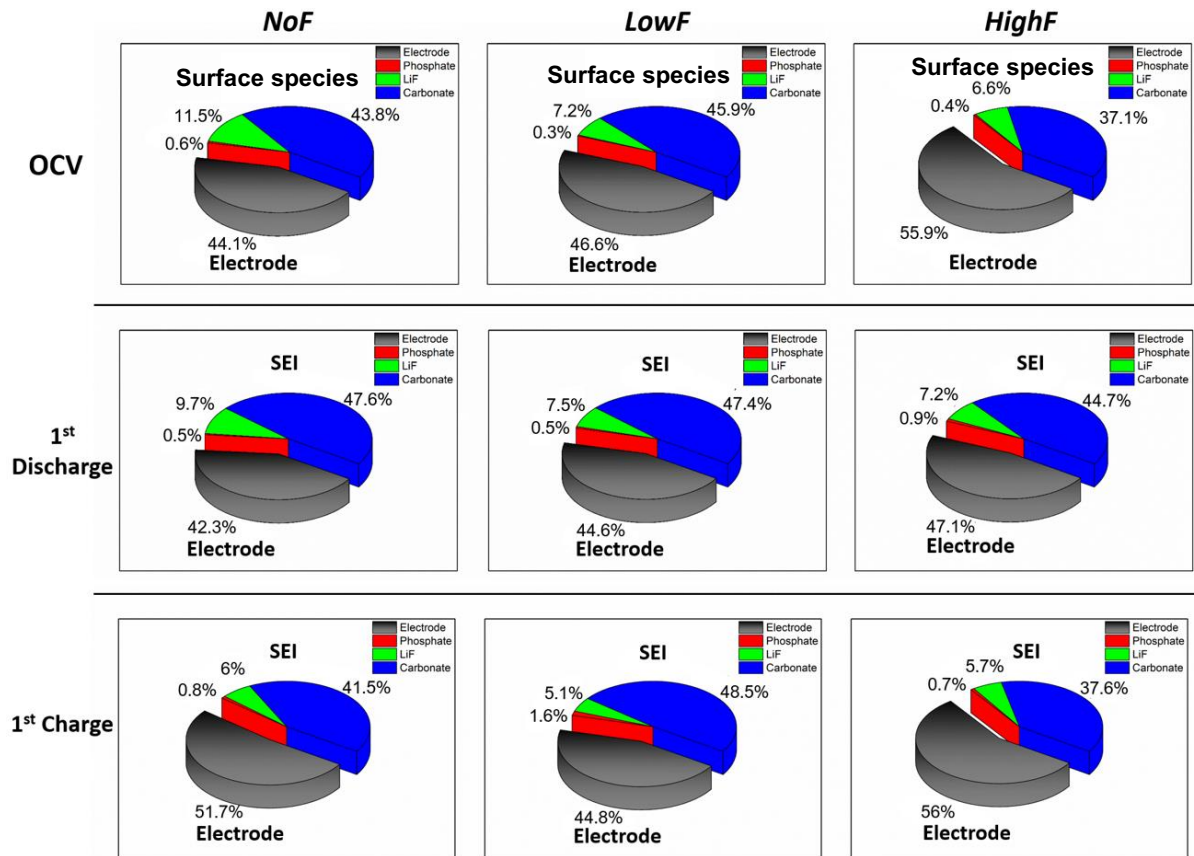 NoF
LowF
HighF
OCV
Surface species
Electrode
Phosphate
LiF
Carbonate
11.5%
43.8%
0.6%
44.1%
Electrode
Surface species
Electrode
Phosphate
LiF
Carbonate
7.2%
45.9%
0.3%
46.6%
Electrode
Surface species
Electrode
Phosphate
LiF
Carbonate
6.6%
0.4%
37.1%
55.9%
Electrode
1st
Discharge
SEI
Electrode
Phosphate
LiF
Carbonate
9.7%
47.6%
0.5%
42.3%
Electrode
SEI
Electrode
Phosphate
LiF
Carbonate
7.5%
47.4%
0.5%
44.6%
Electrode
SEI
Electrode
Phosphate
LiF
Carbonate
7.2%
44.7%
0.9%
47.1%
Electrode
1st Charge
SEI
Electrode
Phosphate
LiF
Carbonate
6%
0.8%
41.5%
51.7%
Electrode
SEI
Electrode
Phosphate
LiF
Carbonate
5.1%
48.5%
1.6%
44.8%
Electrode
SEI
Electrode
Phosphate
LiF
Carbonate
5.7%
0.7%
37.6%
56%
Electrode